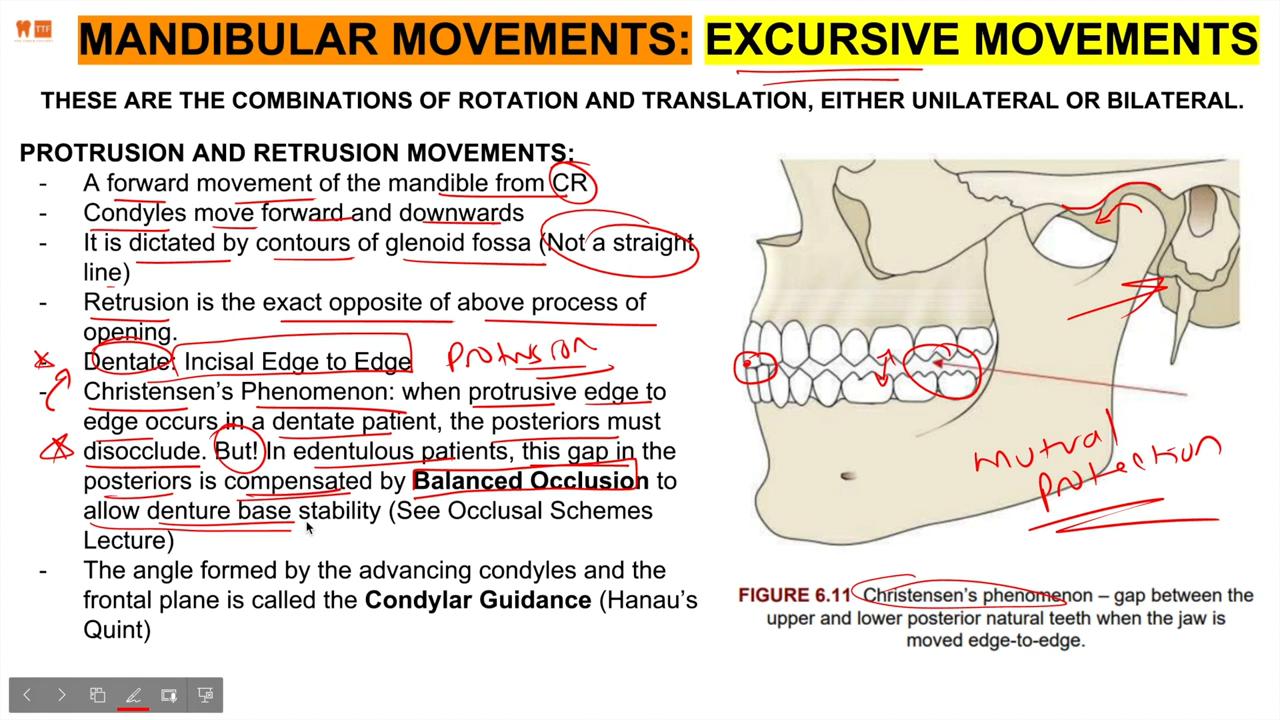 TTF
MANDIBULAR MOVEMENTS: EXCURSIVE MOVEMENTS
THESE ARE THE COMBINATIONS OF ROTATION AND TRANSLATION, EITHER UNILATERAL OR BILATERAL.
PROTRUSION AND RETRUSION MOVEMENTS:
- A forward movement of the mandible from CR
- Condyles move forward and downwards
- It is dictated by contours of glenoid fossa (Not a straight
line)
- Retrusion is the exact opposite of above process of
opening.
Dentate: Incisal Edge to Edge
Protrusion
- Christensen's Phenomenon: when protrusive edge to
edge occurs in a dentate patient, the posteriors must
disocclude. But! In edentulous patients, this gap in the
posteriors is compensated by Balanced Occlusion to
allow denture base stability (See Occlusal Schemes
Lecture)
- The angle formed by the advancing condyles and the
frontal plane is called the Condylar Guidance (Hanau's
Quint)
mutual
protection
FIGURE 6.11 Christensen's phenomenon – gap between the
upper and lower posterior natural teeth when the jaw is
moved edge-to-edge.